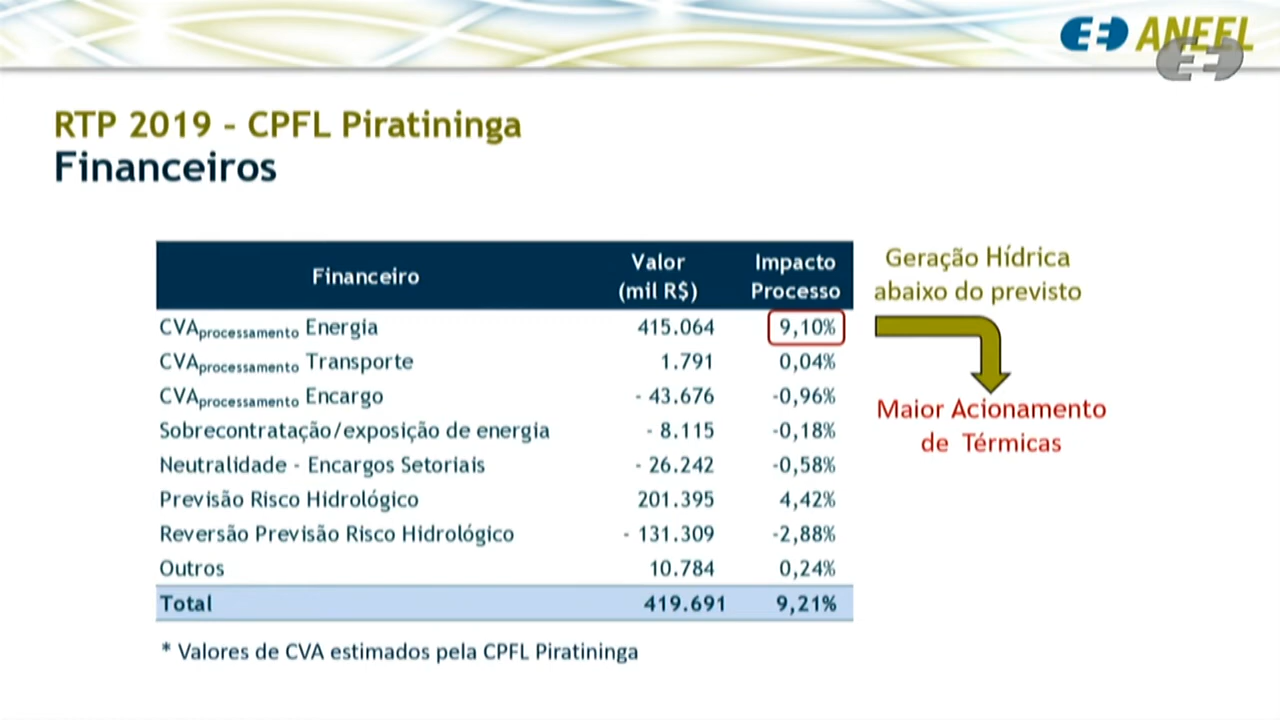 ANEEL
RTP 2019 – CPFL Piratininga
Financeiros
Financeiro Valor (mil R$) Impacto Processo
CVAprocessamento Energia 415.064 9,10%
CVAprocessamento Transporte 1.791 0,04%
CVAprocessamento Encargo - 43.676 -0,96%
Sobrecontratação/exposição de energia - 8.115 -0,18%
Neutralidade - Encargos Setoriais - 26.242 -0,58%
Previsão Risco Hidrológico 201.395 4,42%
Reversão Previsão Risco Hidrológico - 131.309 -2,88%
Outros 10.784 0,24%
Total 419.691 9,21%
* Valores de CVA estimados pela CPFL Piratininga
Geração Hídrica
abaixo do previsto
Maior Acionamento
de Térmicas